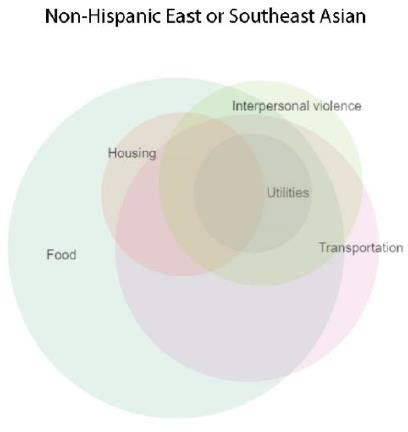 Non-Hispanic East or Southeast Asian
Interpersonal violence
Housing
Utilities
Transportation
Food